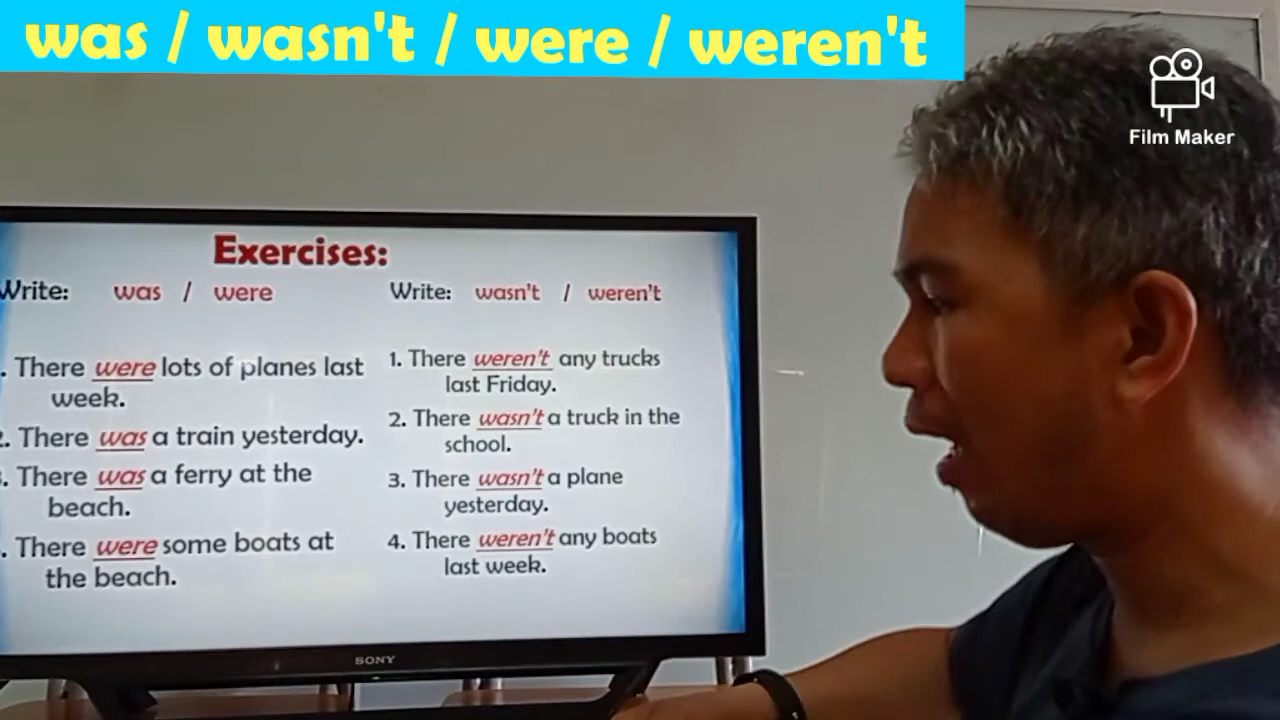 was / wasn't / were / weren't
Film Maker
Exercises:
Write: was / were
. There were lots of planes last
week.
2. There was a train yesterday.
3. There was a ferry at the
beach.
. There were some boats at
the beach.
Write: wasn't / weren't
1. There weren't any trucks
last Friday.
2. There wasn't a truck in the
school.
3. There wasn't a plane
yesterday.
4. There weren't any boats
last week.
SONY